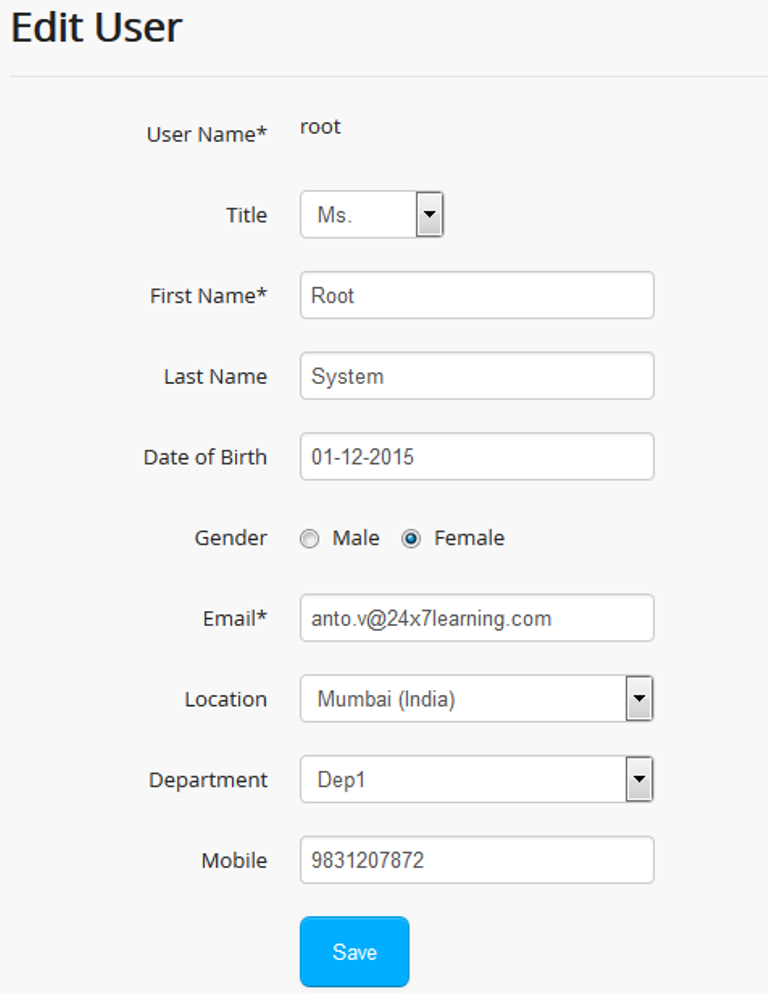 Edit User
User Name* root
Title Ms.
First Name* Root
Last Name System
Date of Birth 01-12-2015
Gender Male Female
Email* anto.v@24x7learning.com
Location Mumbai (India)
Department Dep1
Mobile 9831207872
Save